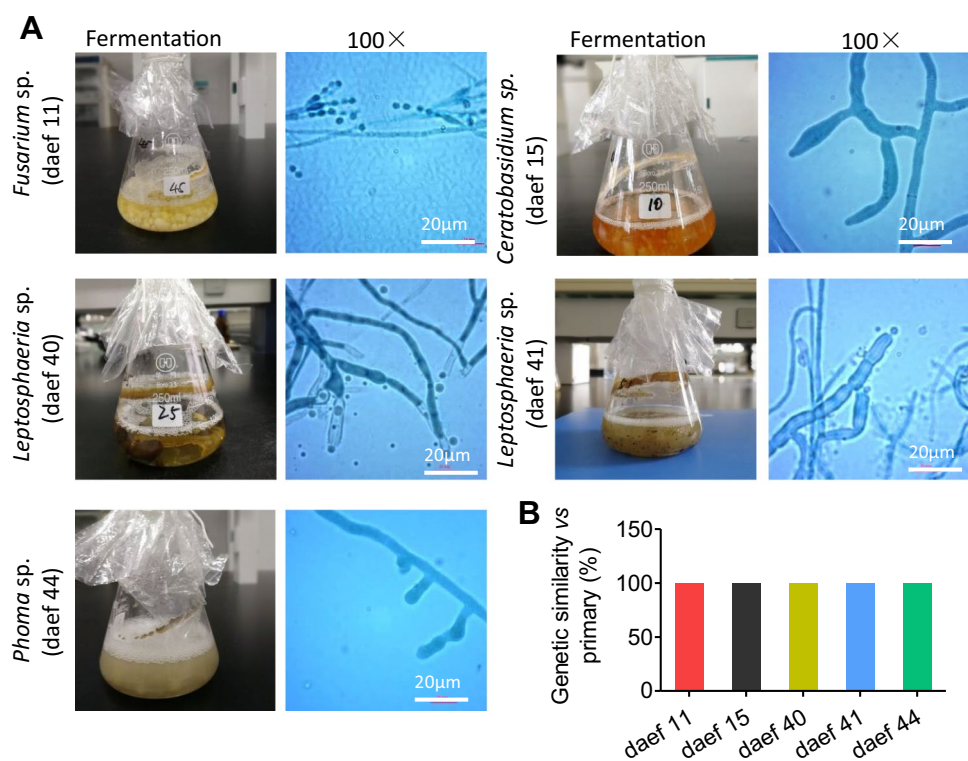 A
Fermentation
100×
Fermentation
100×
Fusarium sp.
(daef 11)
45
20µm
Ceratobasidium sp.
(daef 15)
250ml
10
20µm
Leptosphaeria sp.
(daef 40)
250ml
25
20µm
Leptosphaeria sp.
(daef 41)
20µm
Phoma sp.
(daef 44)
20µm
B
Genetic similarity vs
primary (%)
150
100
50
0
daef 11
daef 15
daef 40
daef 41
daef 44